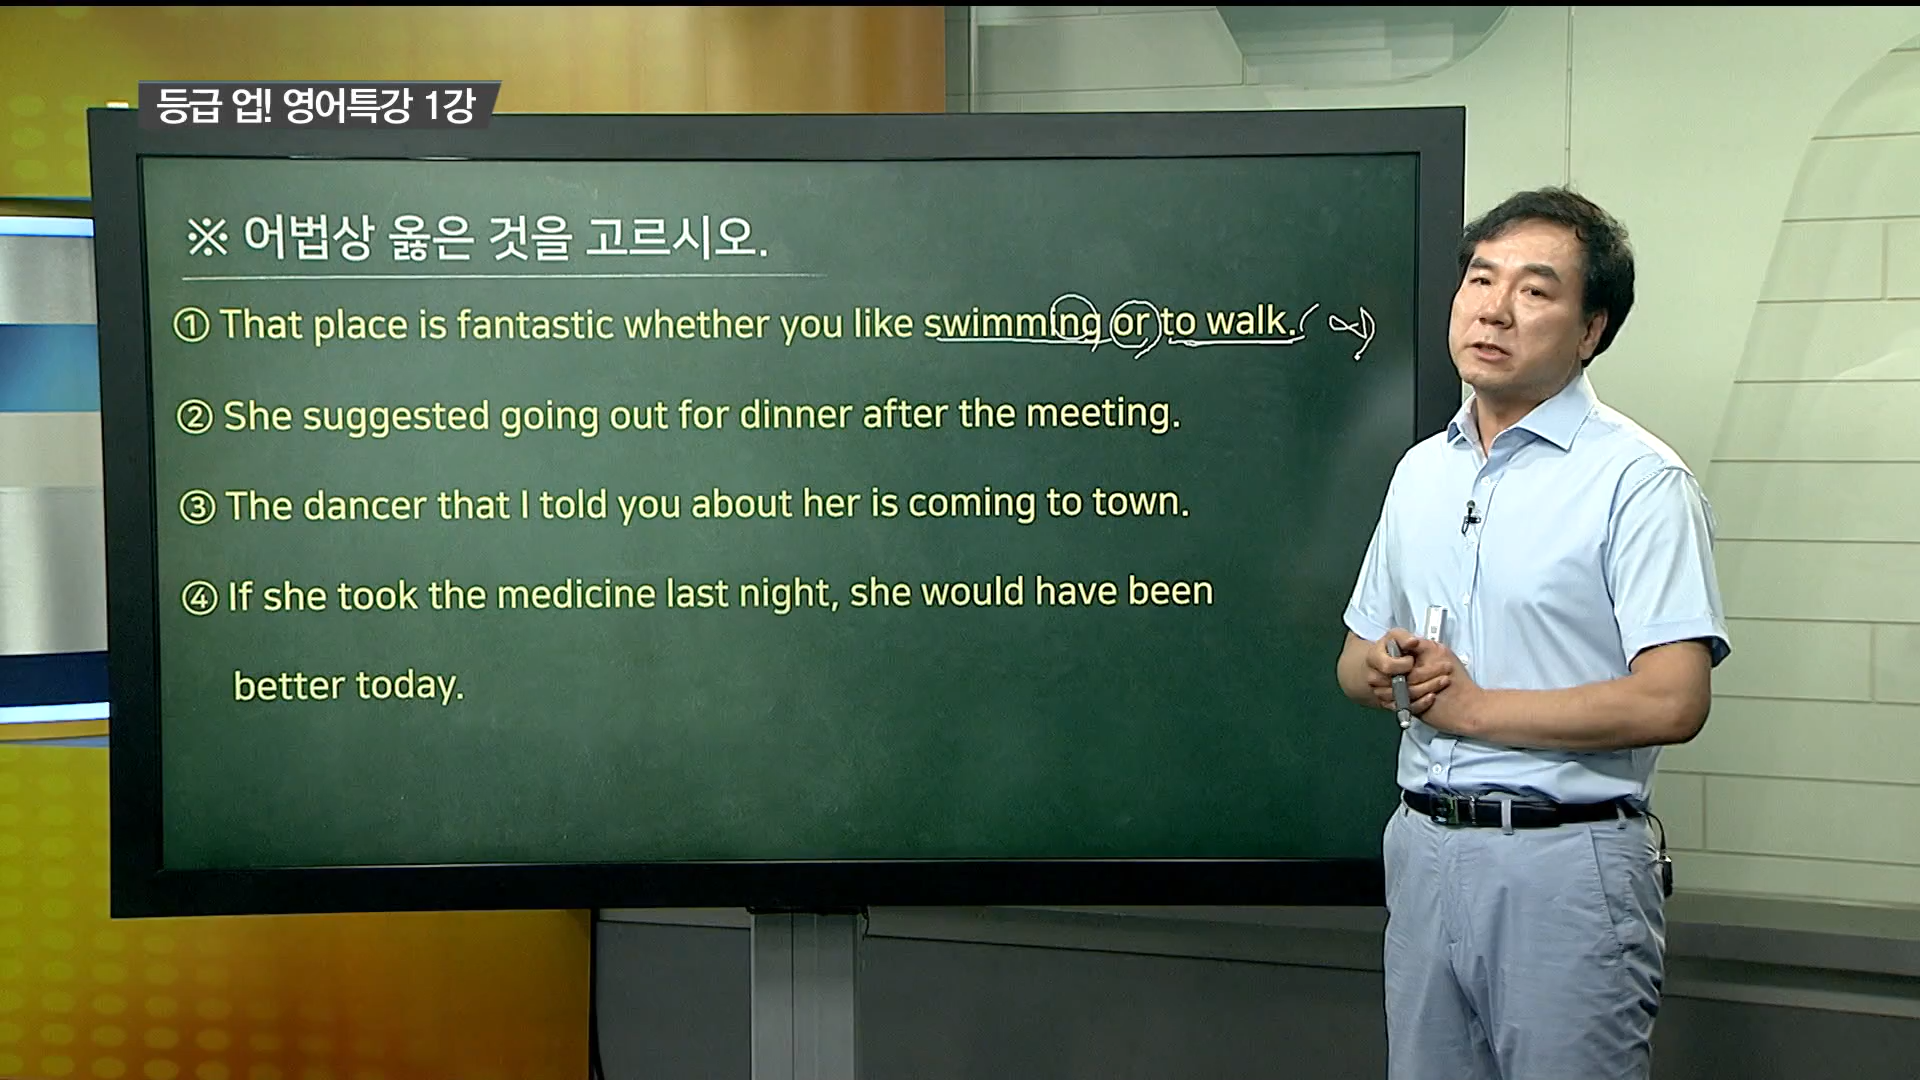 등급 업! 영어특강 1강
※ 어법상 옳은 것을 고르시오.
① That place is fantastic whether you like swimming or to walk.
② She suggested going out for dinner after the meeting.
③ The dancer that I told you about her is coming to town.
④ If she took the medicine last night, she would have been
better today.